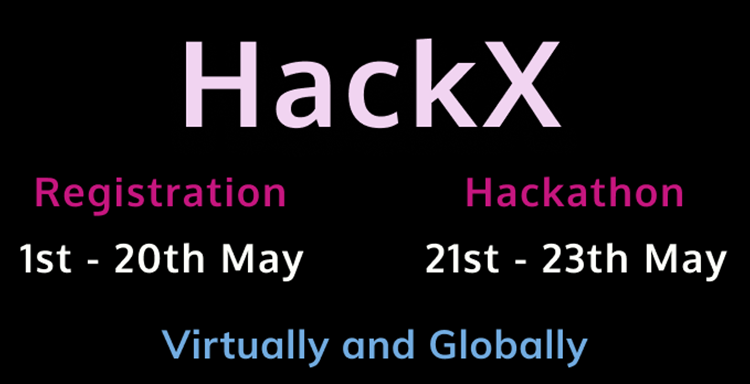 HackX
Registration
1st - 20th May
Hackathon
21st - 23th May
Virtually and Globally